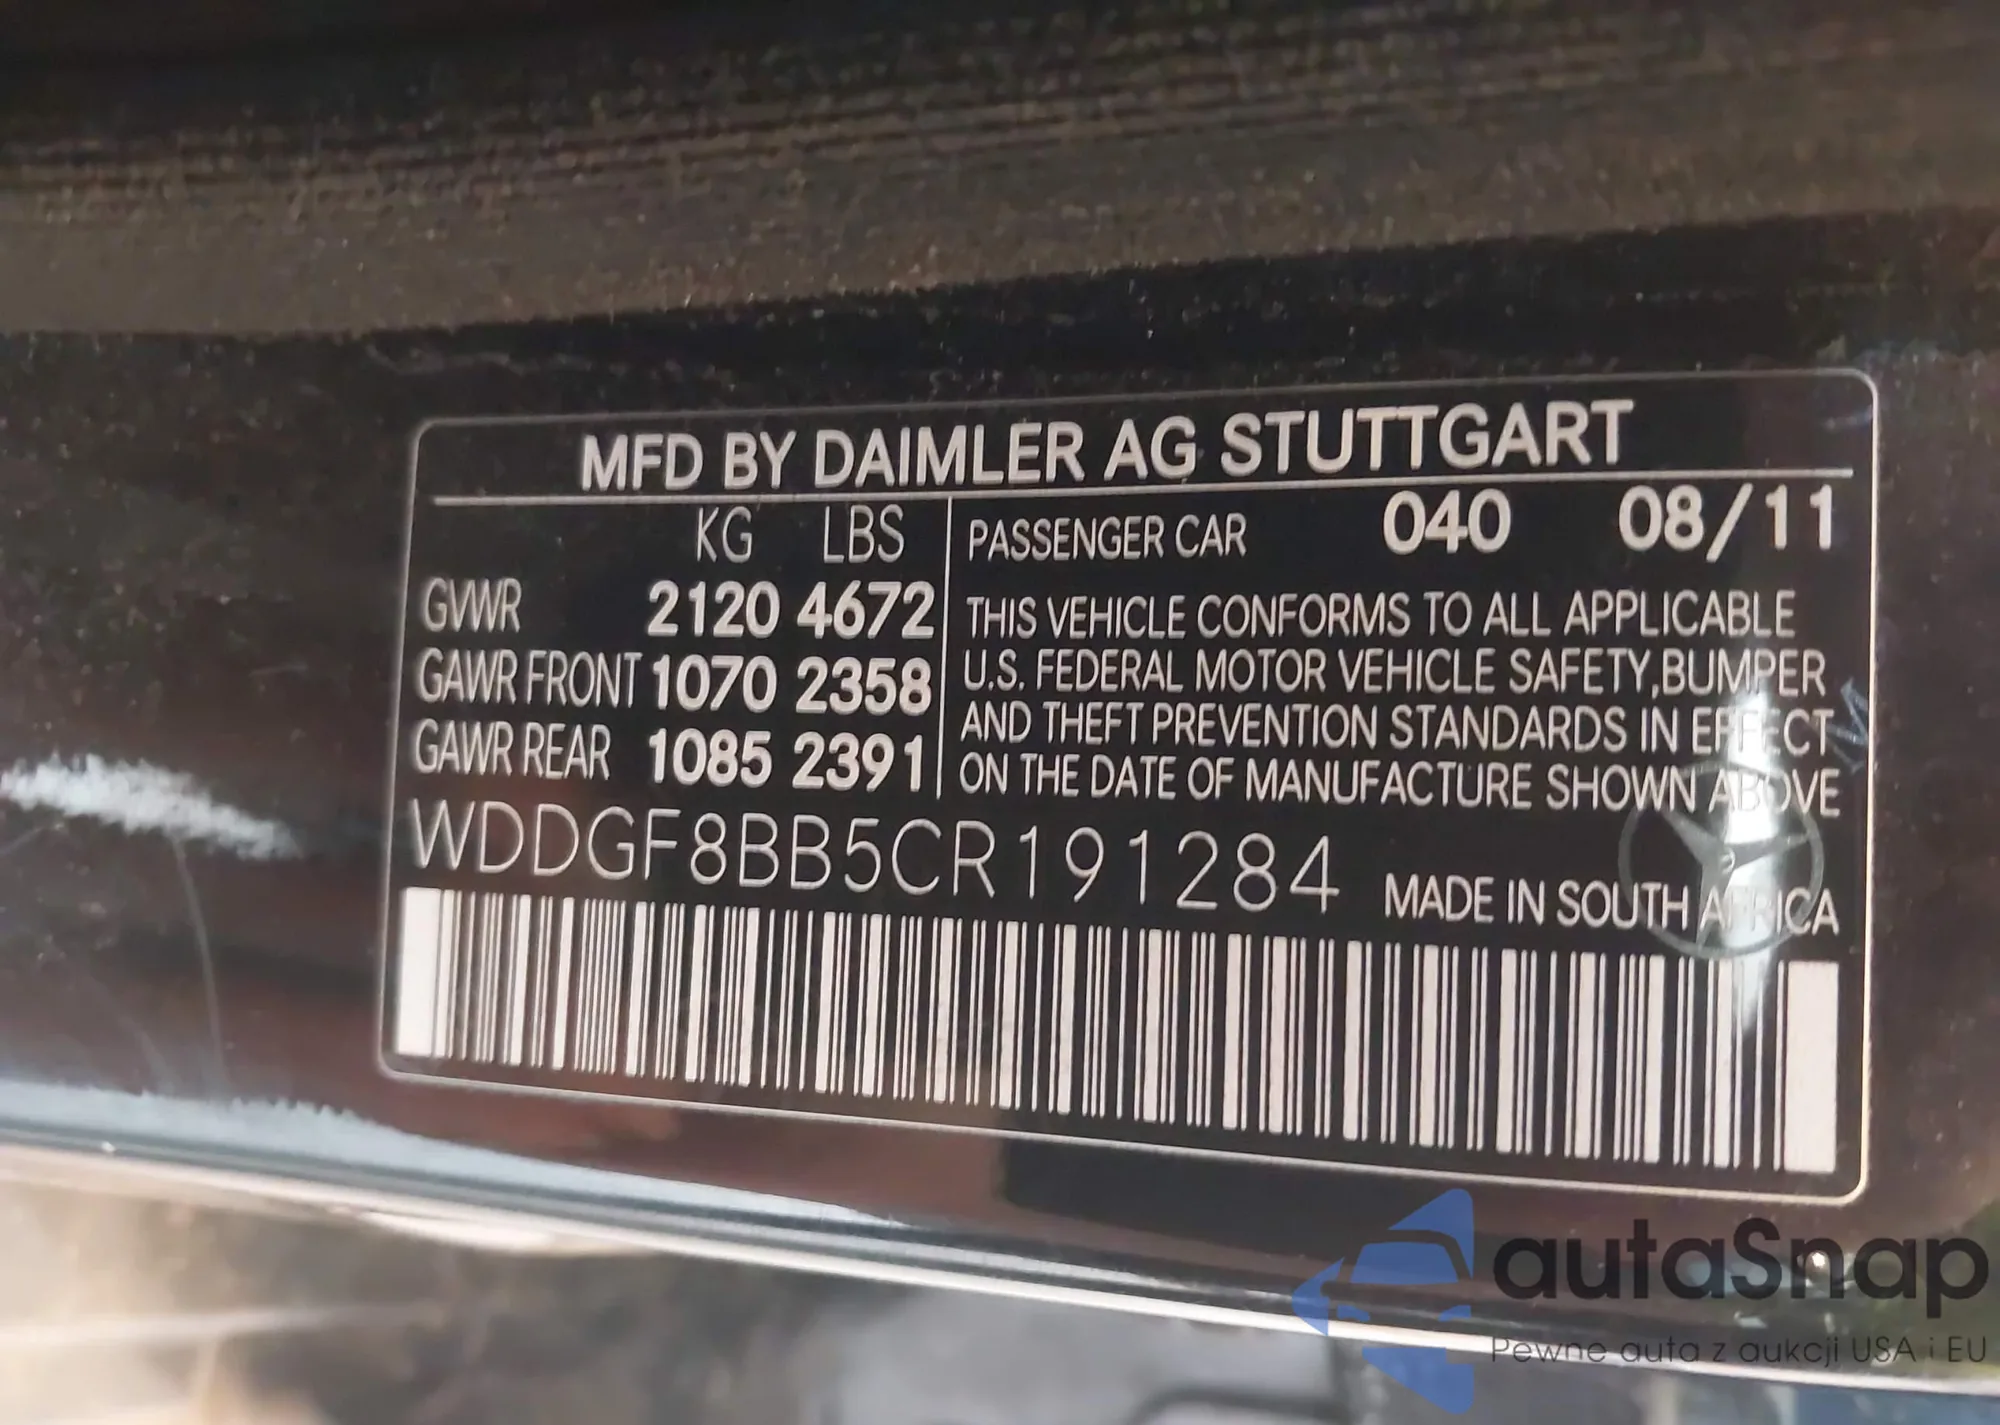 MFD BY DAIMLER AG STUTTGART
KG LBS
GVWR 2120 4672
GAWR FRONT 1070 2358
GAWR REAR 1085 2391
PASSENGER CAR 040 08/11
THIS VEHICLE CONFORMS TO ALL APPLICABLE
U.S. FEDERAL MOTOR VEHICLE SAFETY,BUMPER
AND THEFT PREVENTION STANDARDS IN EFFECT
ON THE DATE OF MANUFACTURE SHOWN ABOVE
WDDGF8BB5CR191284
MADE IN SOUTH AFRICA
autaSnap
Pewne auta z aukcji USA i EU